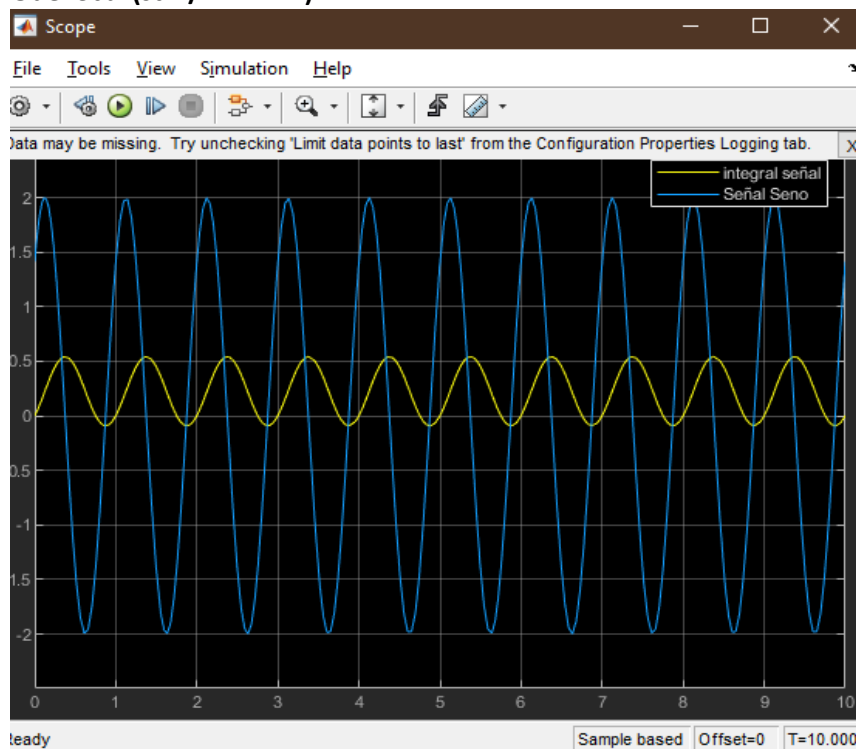 Scope
File Tools View Simulation Help
Data may be missing. Try unchecking 'Limit data points to last' from the Configuration Properties Logging tab. X
integral señal
Señal Seno
2
1.5
1
0.5
0
0.5
-1
1.5
-2
0 1 2 3 4 5 6 7 8 9 10
Ready Sample based Offset=0 T=10.000